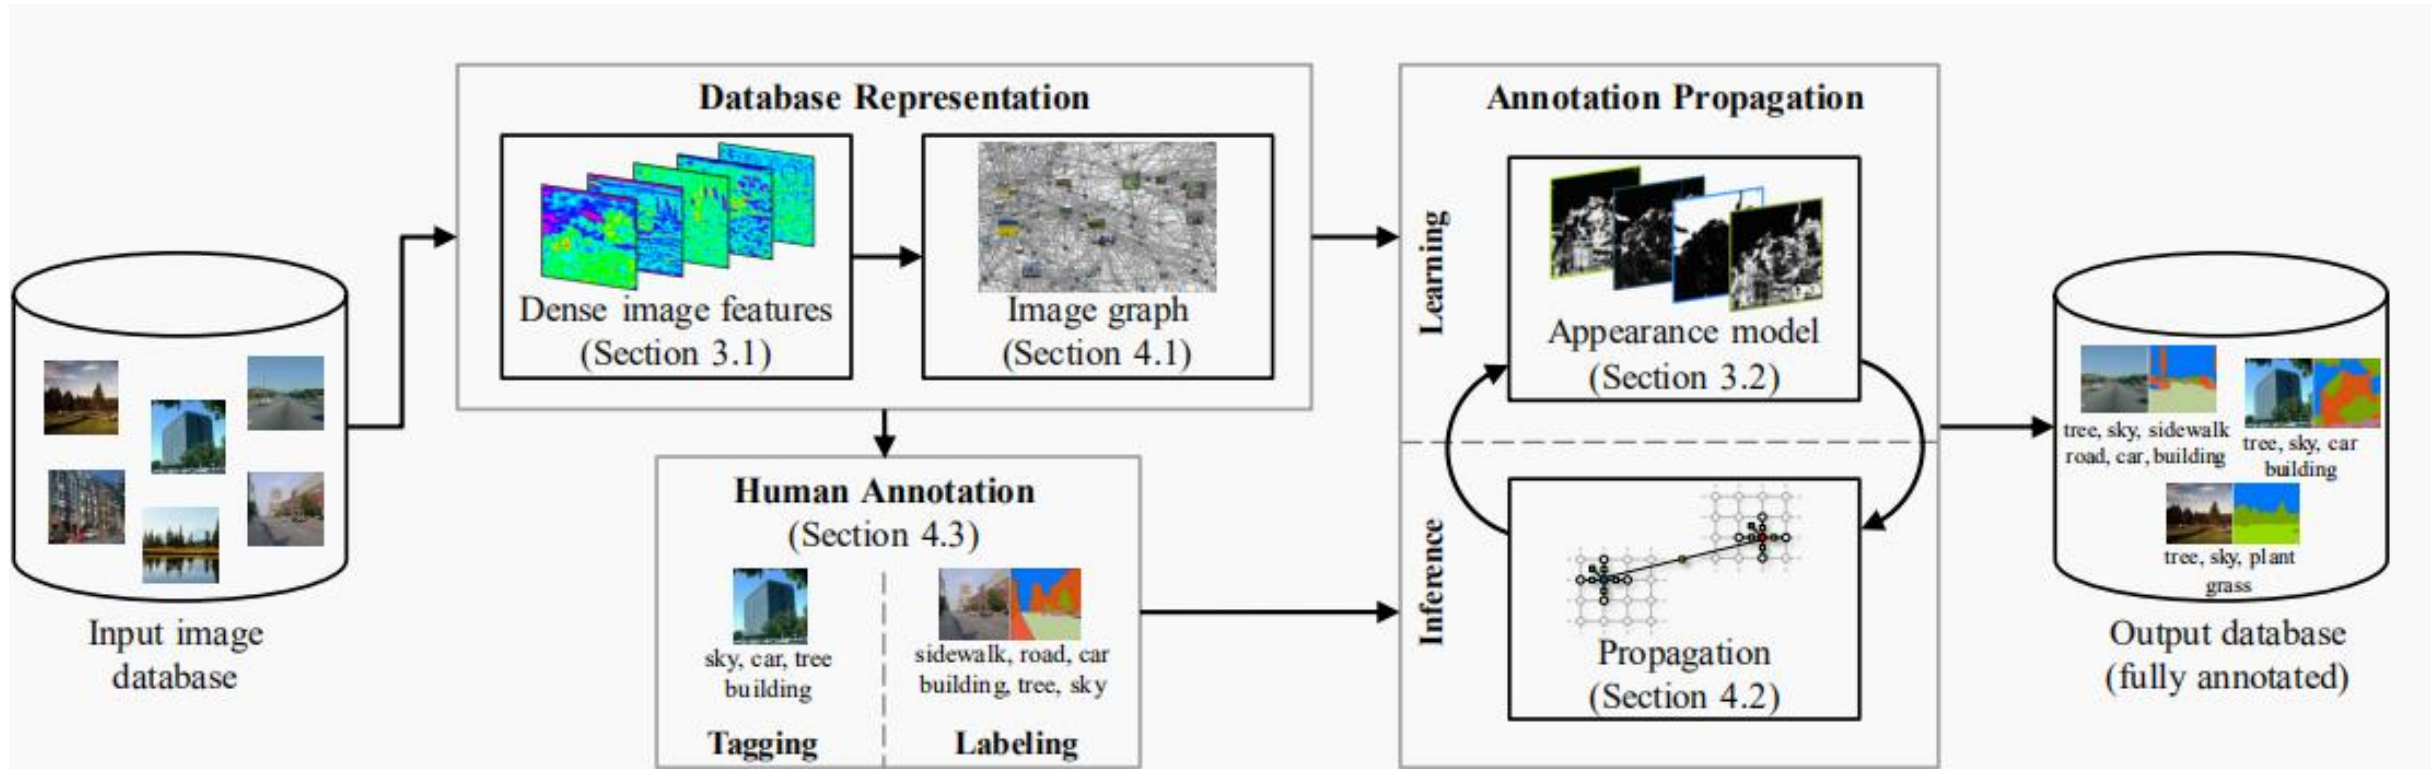 Input image
database
Database Representation
Dense image features
(Section 3.1)
Image graph
(Section 4.1)
Human Annotation
(Section 4.3)
sky, car, tree
building
Tagging
sidewalk, road, car
building, tree, sky
Labeling
Annotation Propagation
Learning
Appearance model
(Section 3.2)
Inference
Propagation
(Section 4.2)
tree, sky, sidewalk
road, car, building
tree, sky, car
building
tree, sky, plant
grass
Output database
(fully annotated)